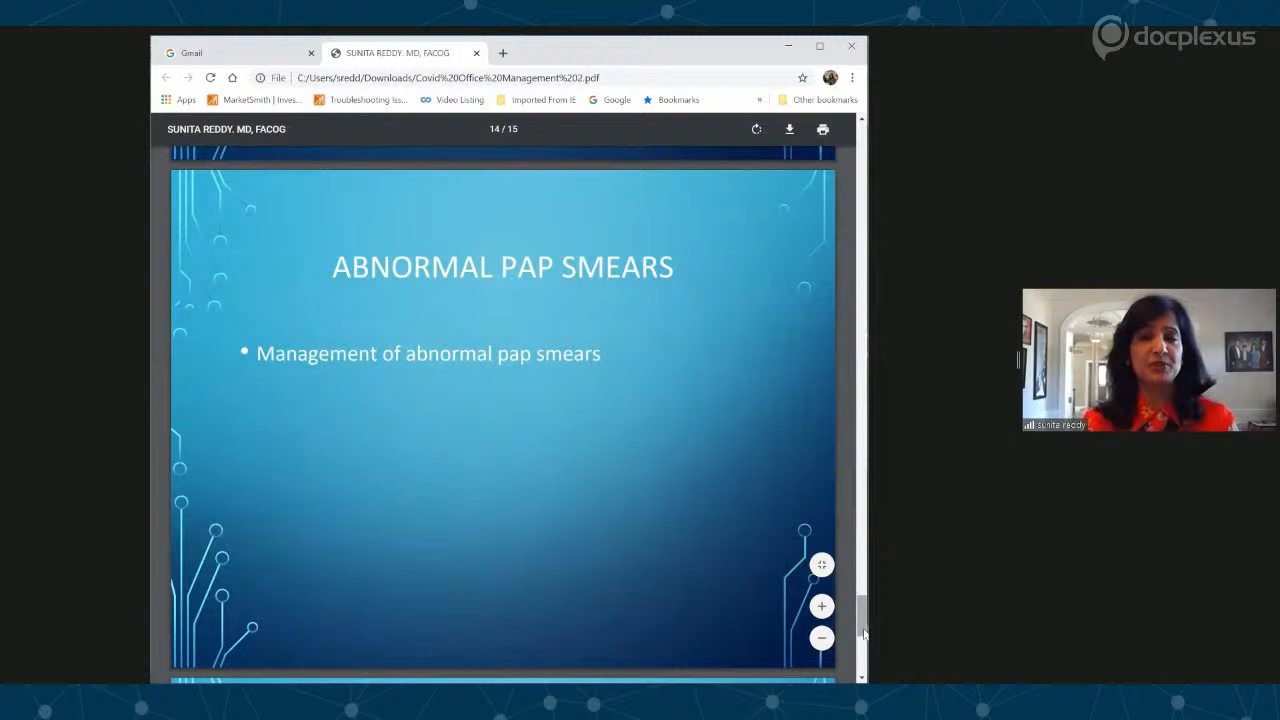 docplexus
Gmail
SUNITA REDDY. MD, FACOG
File
C:/Users/sredd/Downloads/Covid%20Office%20Management%202.pdf
Apps
MarketSmith | Inves...
Troubleshooting Iss...
Video Listing
Imported From IE
Google
Bookmarks
»
Other bookmarks
SUNITA REDDY. MD, FACOG
14 / 15
ABNORMAL PAP SMEARS
• Management of abnormal pap smears
sunita reddy